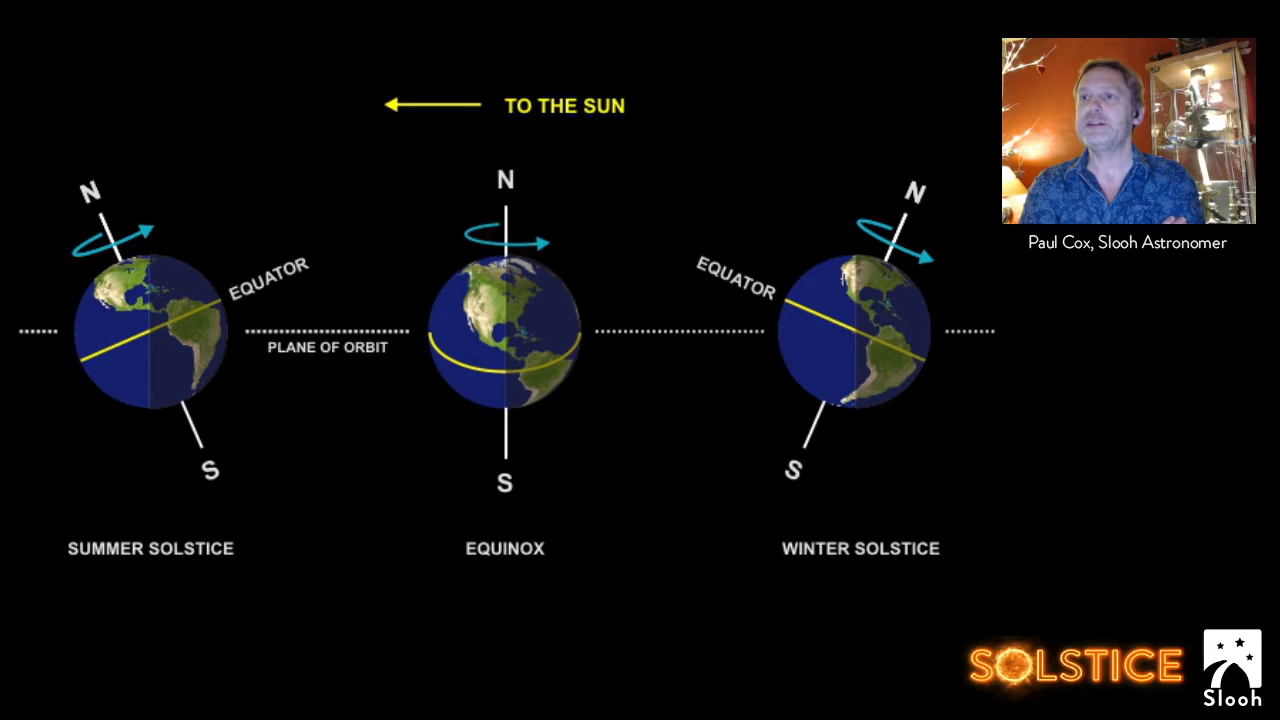 TO THE SUN
Paul Cox, Slooh Astronomer
N
N
N
EQUATOR
EQUATOR
PLANE OF ORBIT
S
S
S
SUMMER SOLSTICE
EQUINOX
WINTER SOLSTICE
SOLSTICE
Slooh